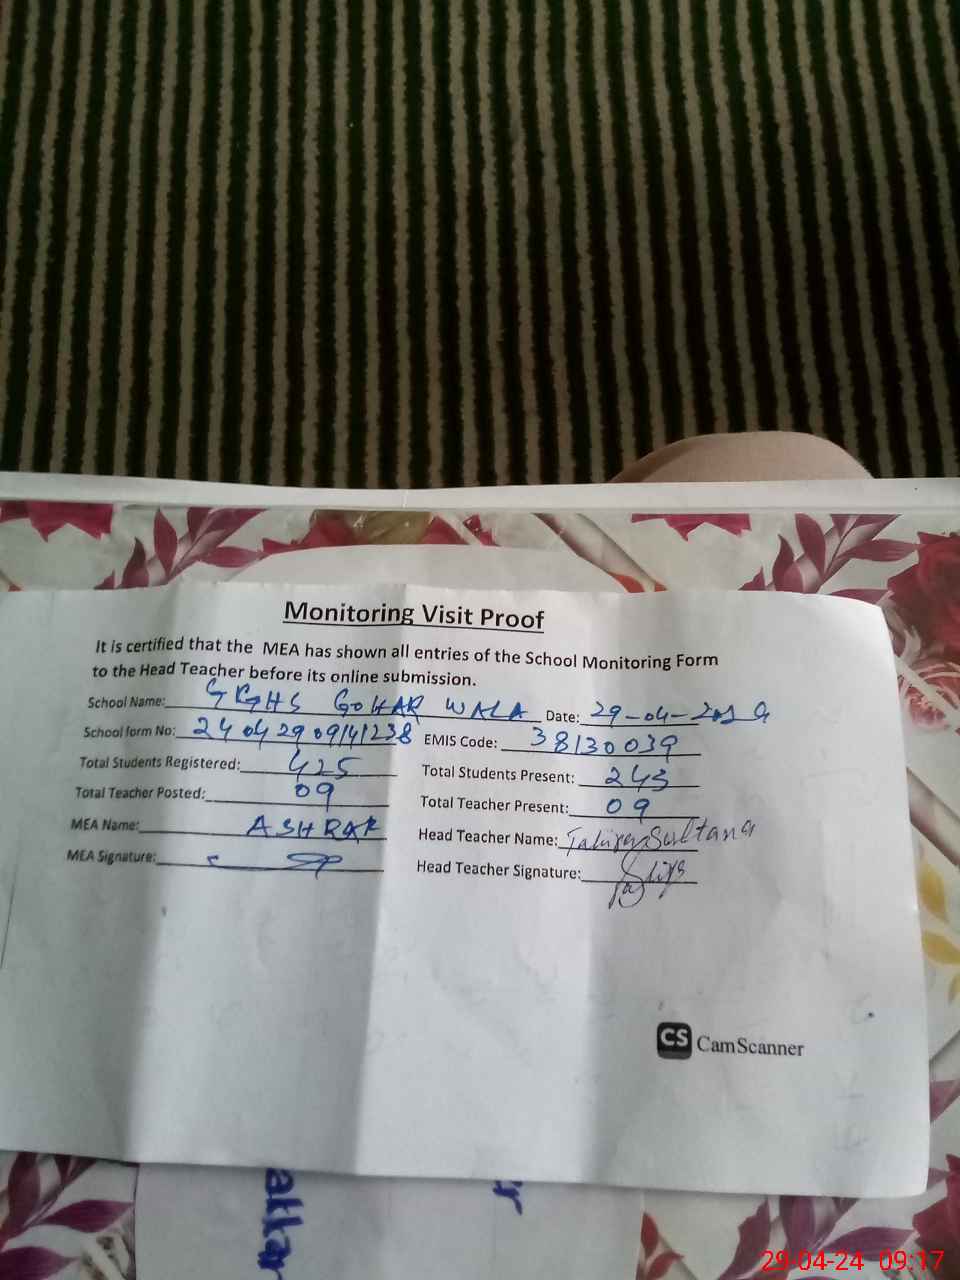 Monitoring Visit Proof
It is certified that the MEA has shown all entries of the School Monitoring Form
to the Head Teacher before its online submission.
School Name: GGHS GOHAR WALA Date: 29-04-2024
School form No: 24042909141238 EMIS Code: 38130039
Total Students Registered: 425 Total Students Present: 243
Total Teacher Posted: 09 Total Teacher Present: 09
MEA Name: ASHRAF Head Teacher Name: Tahira Sultana
MEA Signature: Head Teacher Signature:
CS CamScanner
akkar
29-04-24 09:17